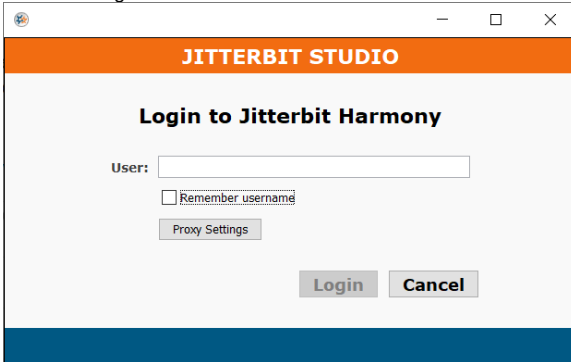 JITTERBIT STUDIO
Login to Jitterbit Harmony
User:
Remember username
Proxy Settings
Login Cancel